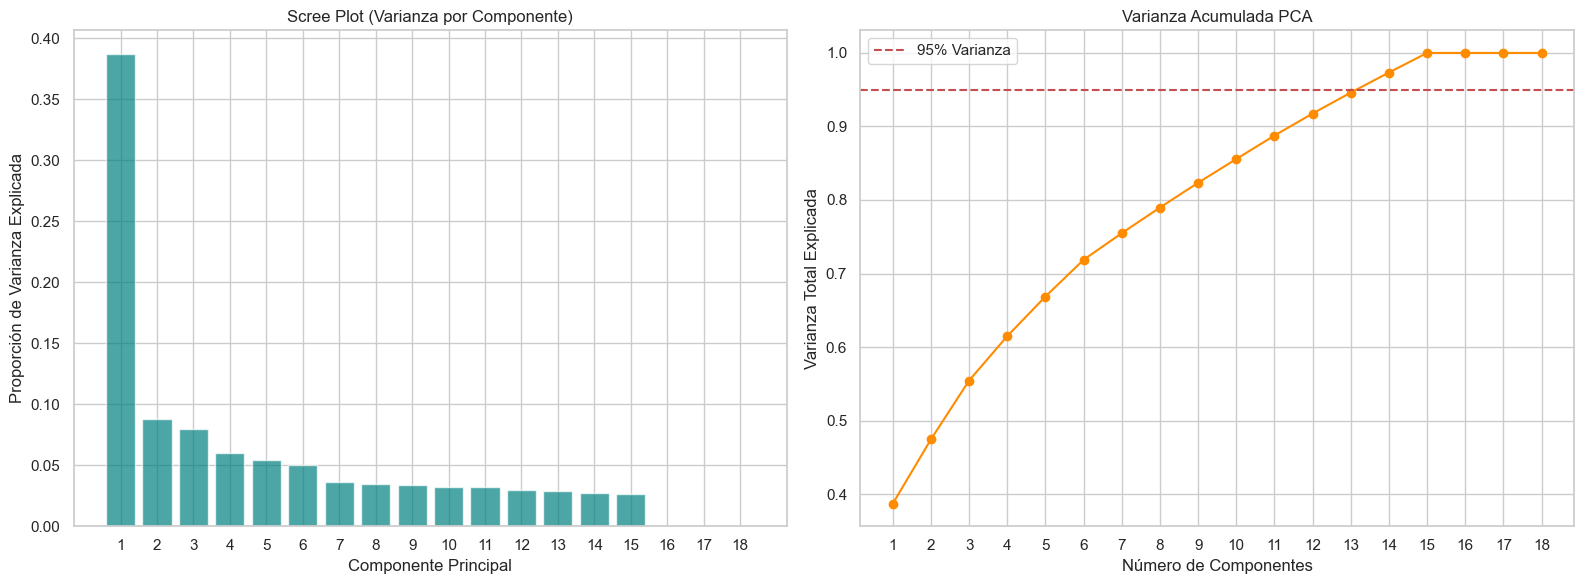 Scree Plot (Varianza por Componente)
Proporción de Varianza Explicada
0.40
0.35
0.30
0.25
0.20
0.15
0.10
0.05
0.00
1 2 3 4 5 6 7 8 9 10 11 12 13 14 15 16 17 18
Componente Principal
Varianza Acumulada PCA
95% Varianza
Varianza Total Explicada
1.0
0.9
0.8
0.7
0.6
0.5
0.4
1 2 3 4 5 6 7 8 9 10 11 12 13 14 15 16 17 18
Número de Componentes